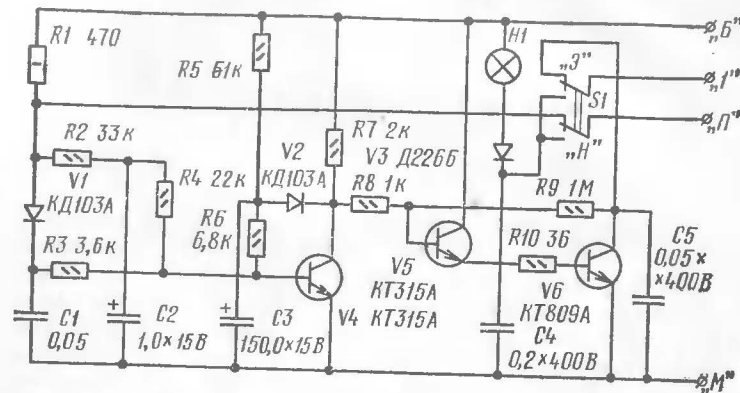 R1 470
R5 51к
H1
„Б"
„З"
„1"
S1
„П"
R2 33к
R7 2к
V3 Д226Б
„Н"
V1
КД103А
R4 22к
V2
КД103А
R8 1к
R9 1М
R3 3,6к
R6
6,8к
R10 36
C5
0,05×
×400В
V5
КТ315А
V6
КТ809А
C1
0,05
+
C2
1,0×15В
+
C3
150,0×15В
V4
КТ315А
C4
0,2×400В
„М"